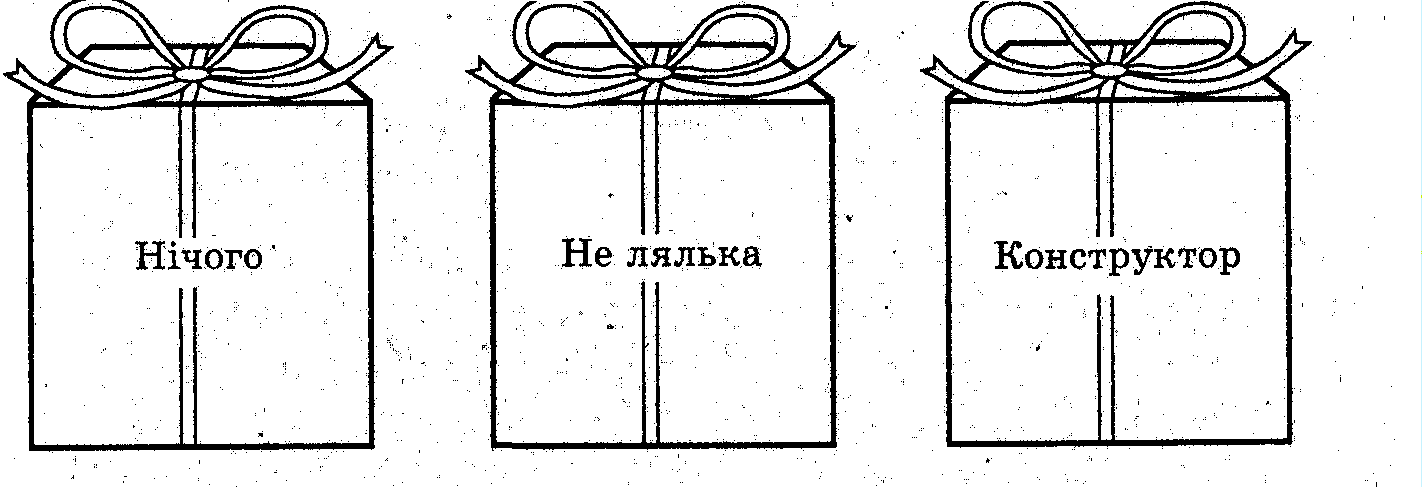 Нічого
Не лялька
Конструктор